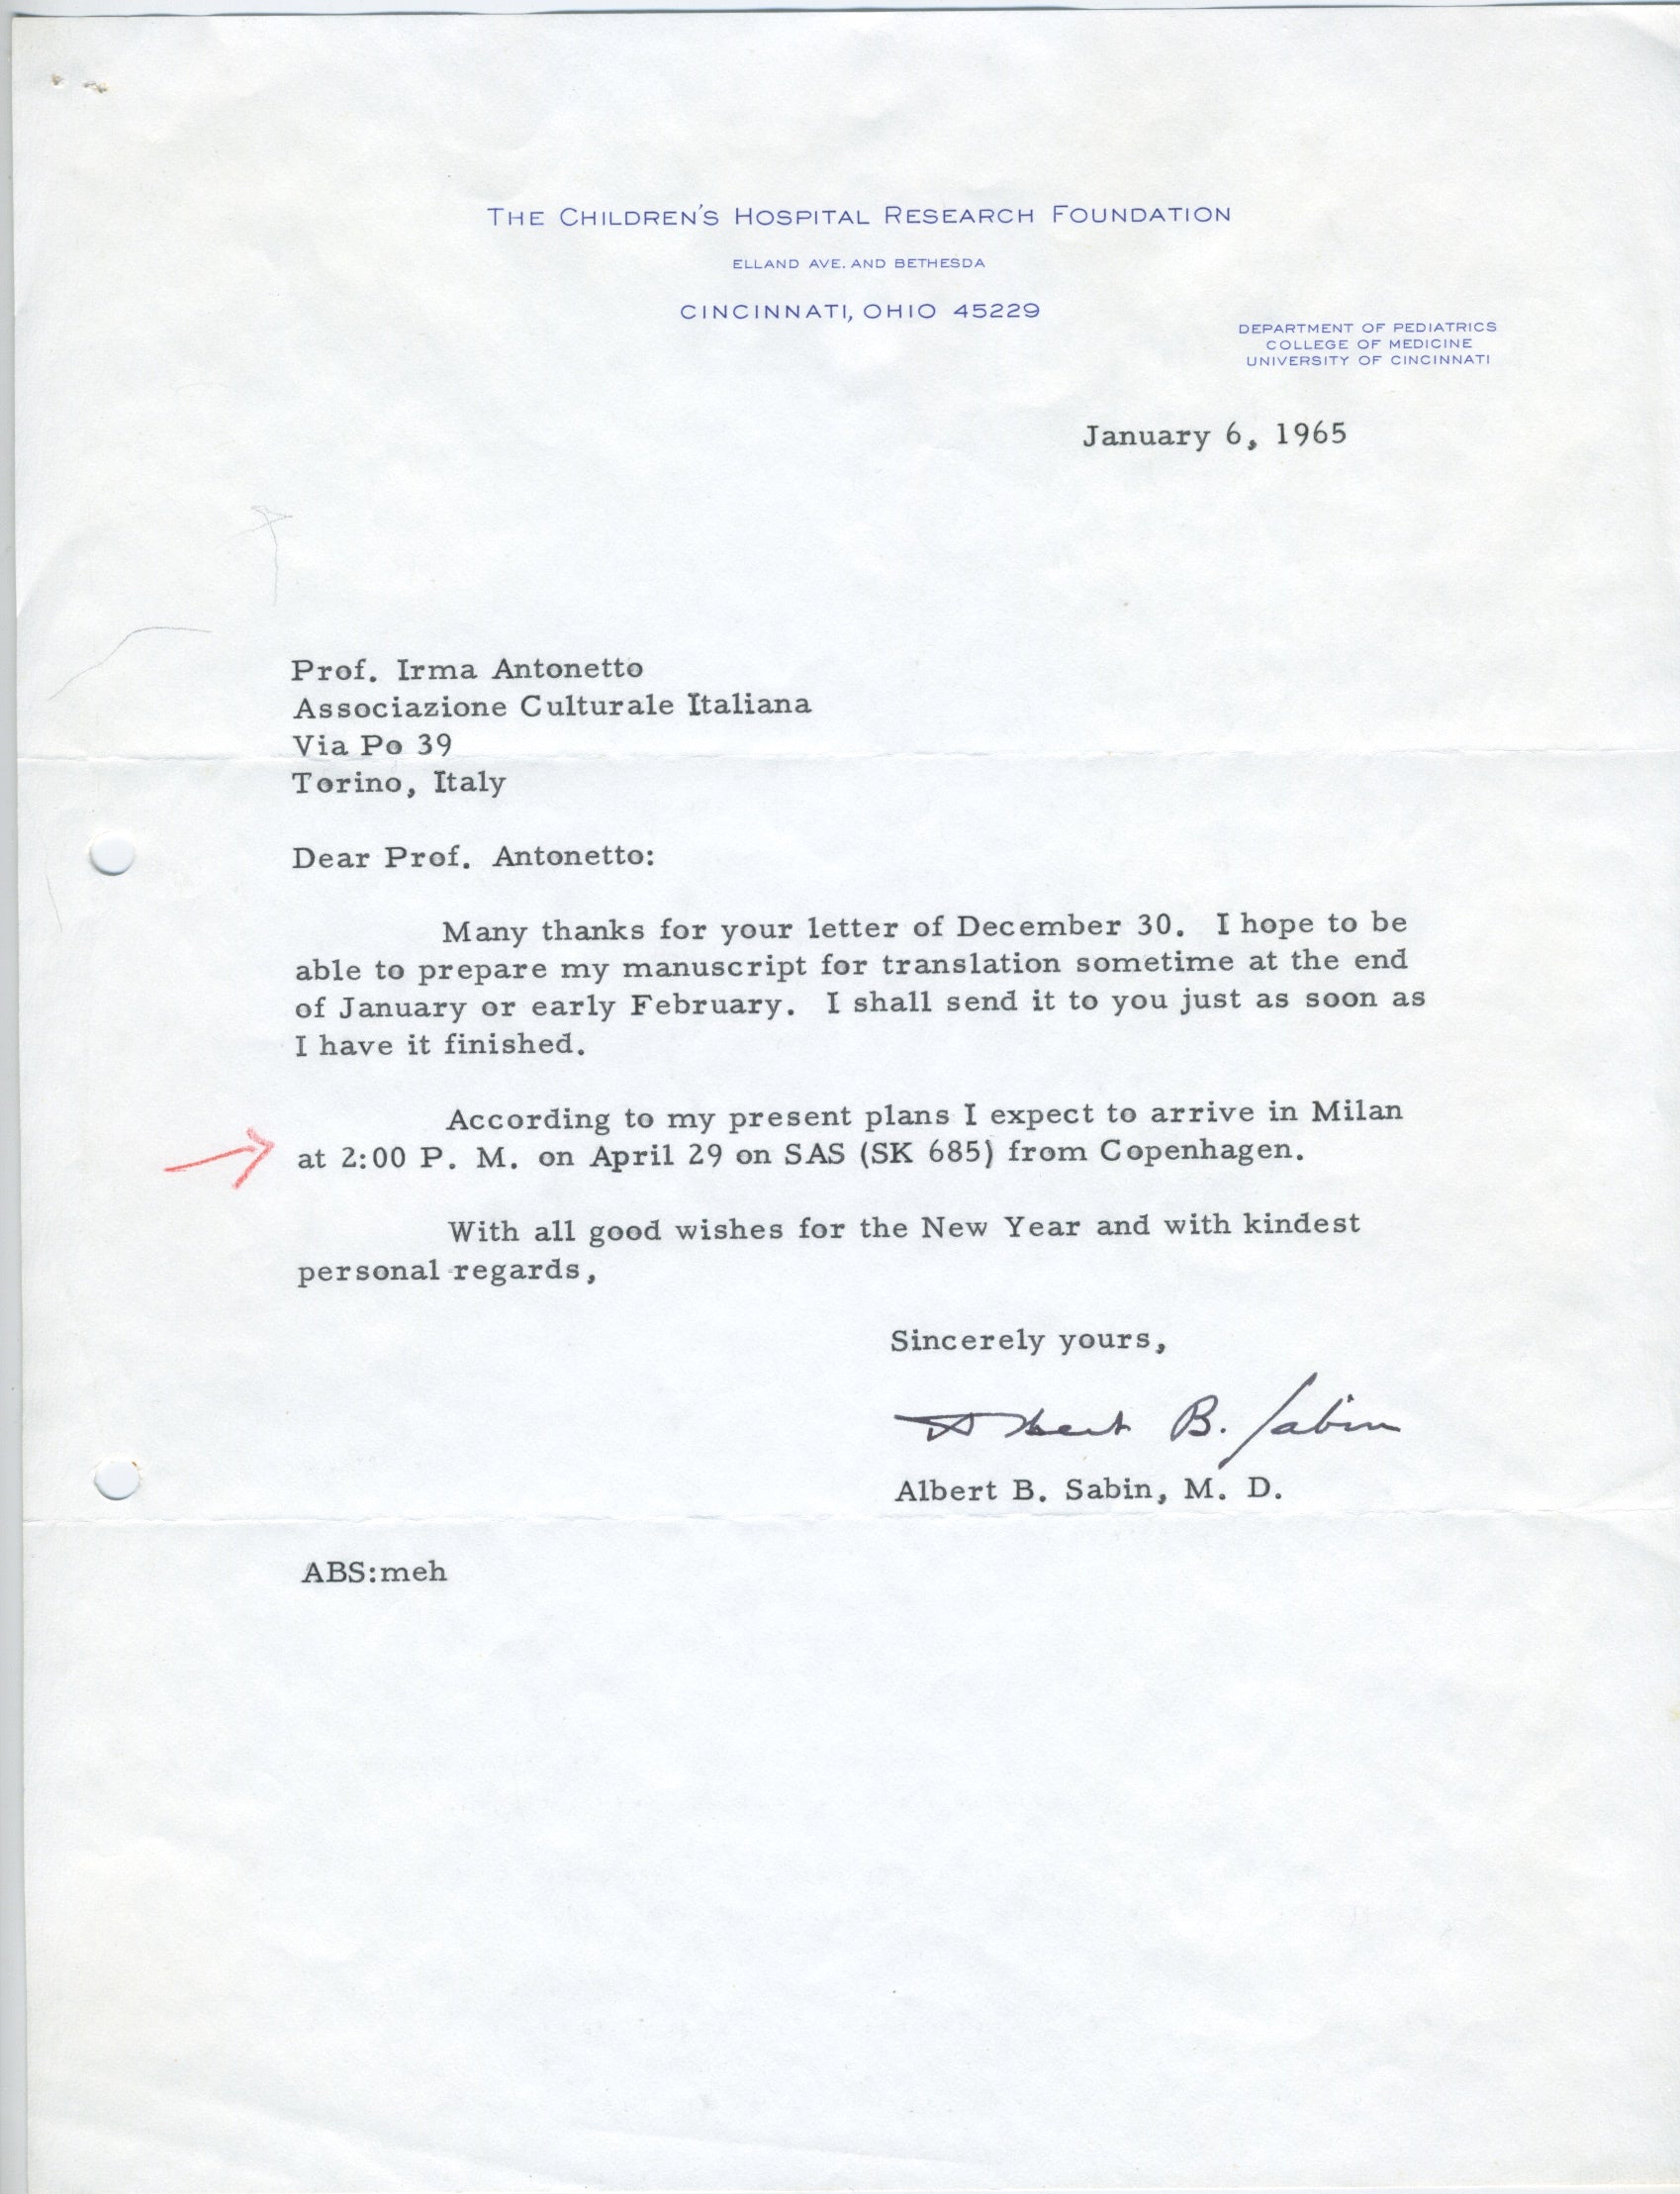 THE CHILDREN'S HOSPITAL RESEARCH FOUNDATION
ELLAND AVE. AND BETHESDA
CINCINNATI, OHIO 45229
DEPARTMENT OF PEDIATRICS
COLLEGE OF MEDICINE
UNIVERSITY OF CINCINNATI
January 6, 1965
Prof. Irma Antonetto
Associazione Culturale Italiana
Via Po 39
Torino, Italy
Dear Prof. Antonetto:
Many thanks for your letter of December 30. I hope to be
able to prepare my manuscript for translation sometime at the end
of January or early February. I shall send it to you just as soon as
I have it finished.
According to my present plans I expect to arrive in Milan
at 2:00 P. M. on April 29 on SAS (SK 685) from Copenhagen.
With all good wishes for the New Year and with kindest
personal regards,
Sincerely yours,
Albert B. Sabin
Albert B. Sabin, M. D.
ABS:meh